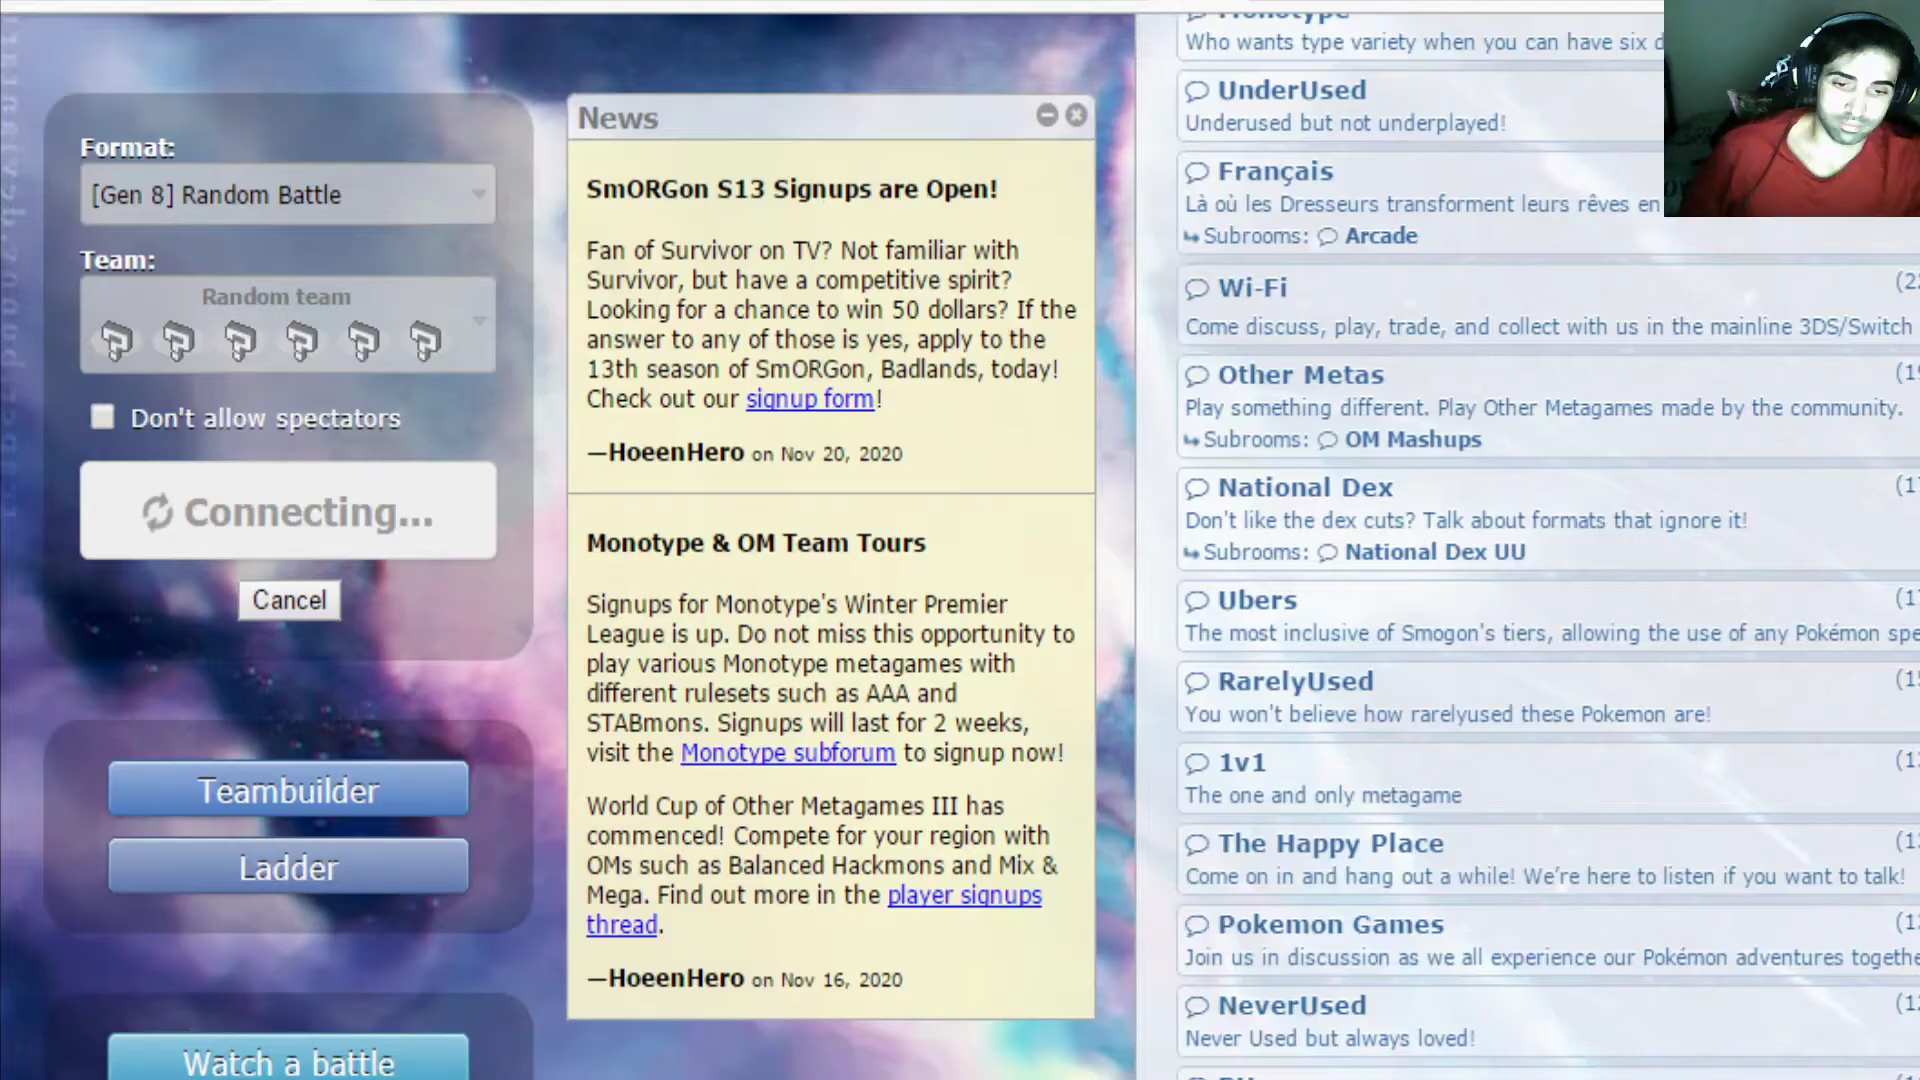 Format:
[Gen 8] Random Battle
Team:
Random team
Don't allow spectators
Connecting...
Cancel
Teambuilder
Ladder
Watch a battle
News
SmORGon S13 Signups are Open!
Fan of Survivor on TV? Not familiar with
Survivor, but have a competitive spirit?
Looking for a chance to win 50 dollars? If the
answer to any of those is yes, apply to the
13th season of SmORGon, Badlands, today!
Check out our signup form!
—HoeenHero on Nov 20, 2020
Monotype & OM Team Tours
Signups for Monotype's Winter Premier
League is up. Do not miss this opportunity to
play various Monotype metagames with
different rulesets such as AAA and
STABmons. Signups will last for 2 weeks,
visit the Monotype subforum to signup now!
World Cup of Other Metagames III has
commenced! Compete for your region with
OMs such as Balanced Hackmons and Mix &
Mega. Find out more in the player signups
thread.
—HoeenHero on Nov 16, 2020
Monotype
Who wants type variety when you can have six d
UnderUsed
Underused but not underplayed!
Français
Là où les Dresseurs transforment leurs rêves en
↳ Subrooms: Arcade
Wi-Fi
Come discuss, play, trade, and collect with us in the mainline 3DS/Switch
Other Metas
Play something different. Play Other Metagames made by the community.
↳ Subrooms: OM Mashups
National Dex
Don't like the dex cuts? Talk about formats that ignore it!
↳ Subrooms: National Dex UU
Ubers
The most inclusive of Smogon's tiers, allowing the use of any Pokémon spe
RarelyUsed
You won't believe how rarelyused these Pokemon are!
1v1
The one and only metagame
The Happy Place
Come on in and hang out a while! We're here to listen if you want to talk!
Pokemon Games
Join us in discussion as we all experience our Pokémon adventures togethe
NeverUsed
Never Used but always loved!